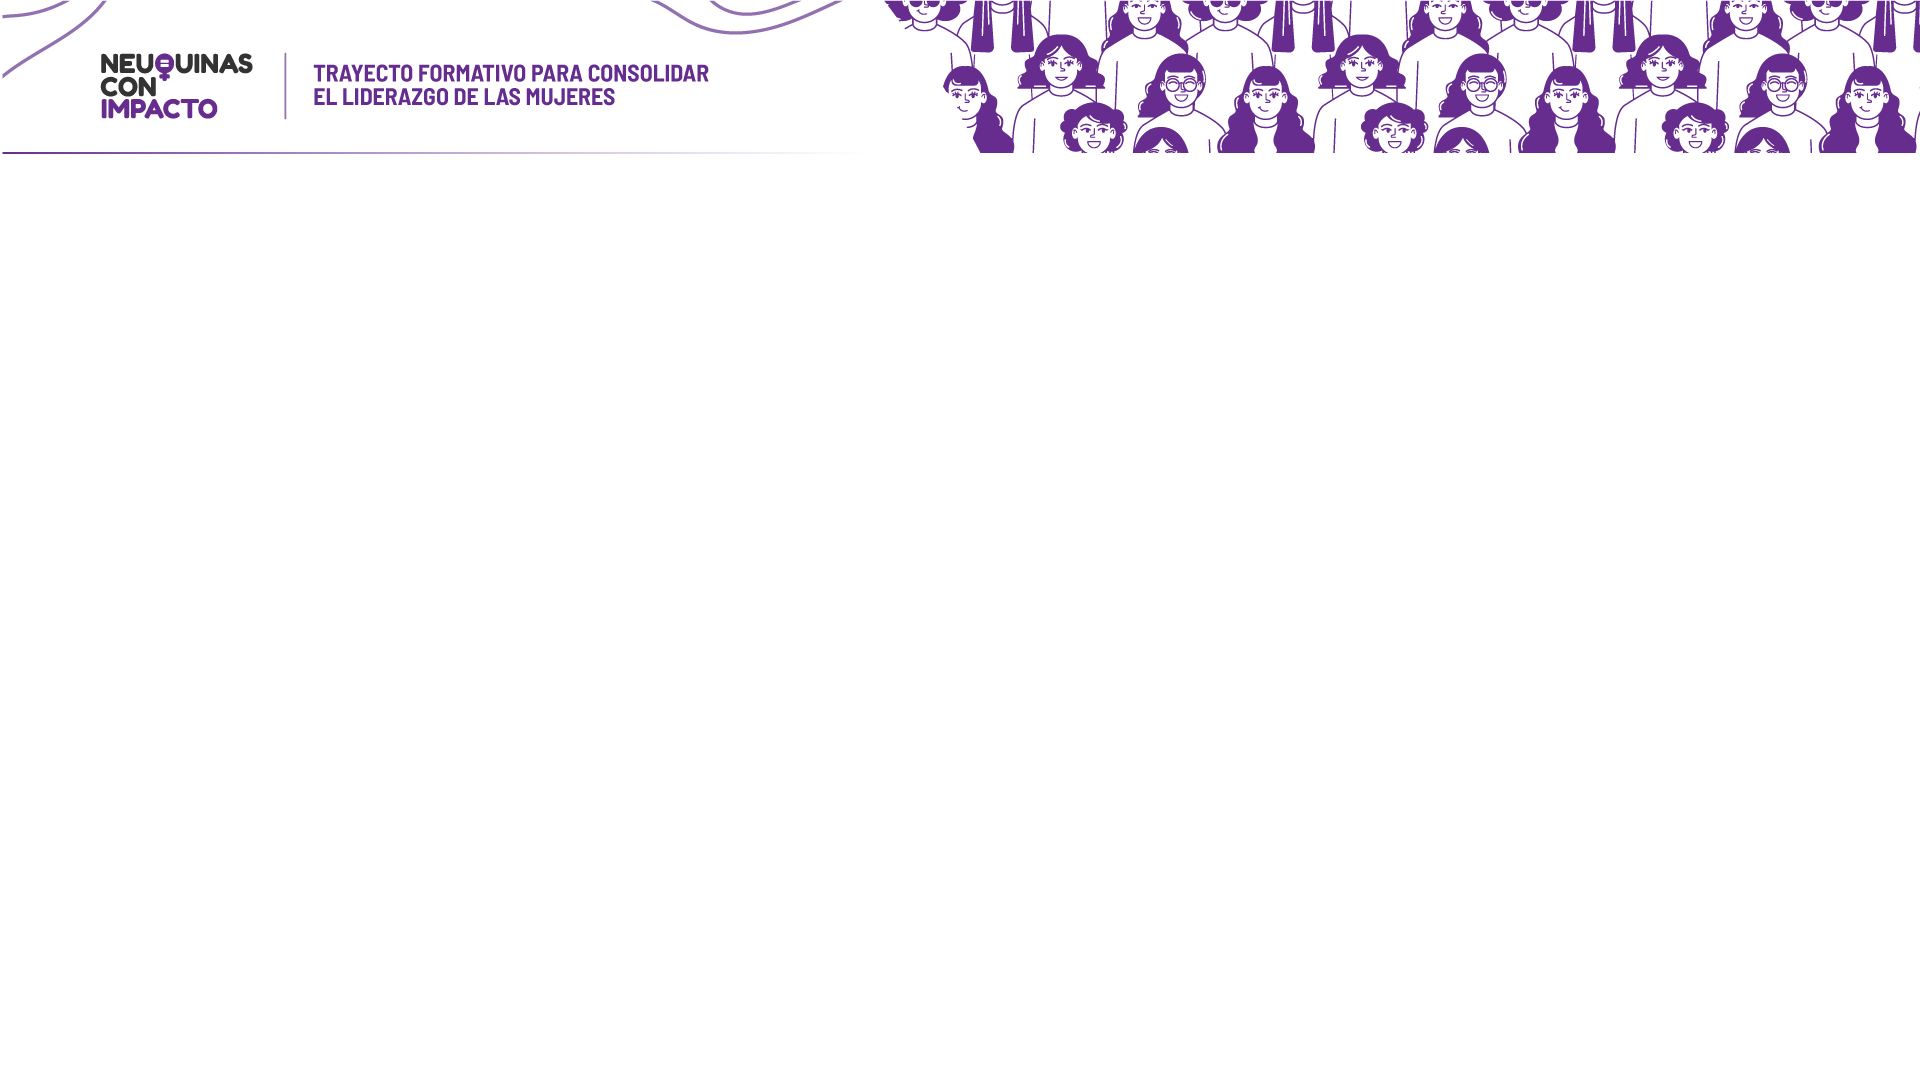 NEUQUINAS
CON
IMPACTO
TRAYECTO FORMATIVO PARA CONSOLIDAR
EL LIDERAZGO DE LAS MUJERES